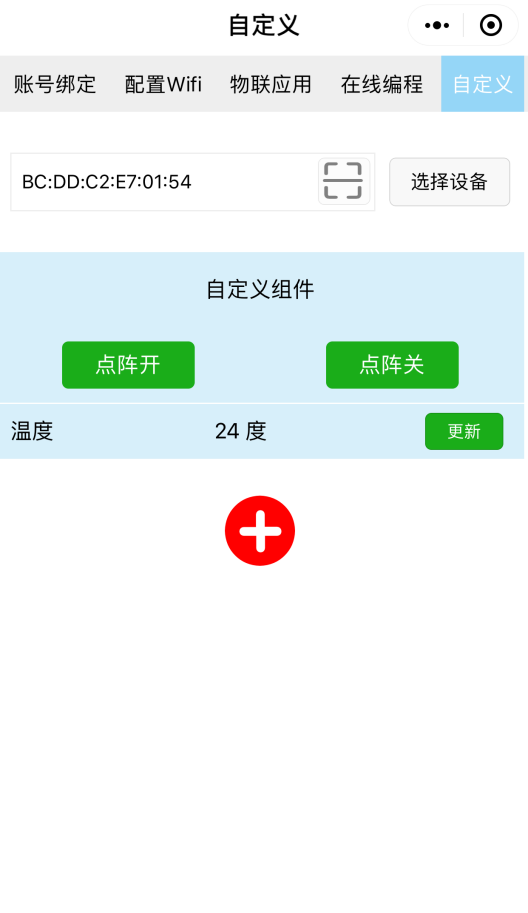 自定义
账号绑定 配置Wifi 物联应用 在线编程 自定义
BC:DD:C2:E7:01:54 选择设备
自定义组件
点阵开 点阵关
温度 24 度 更新